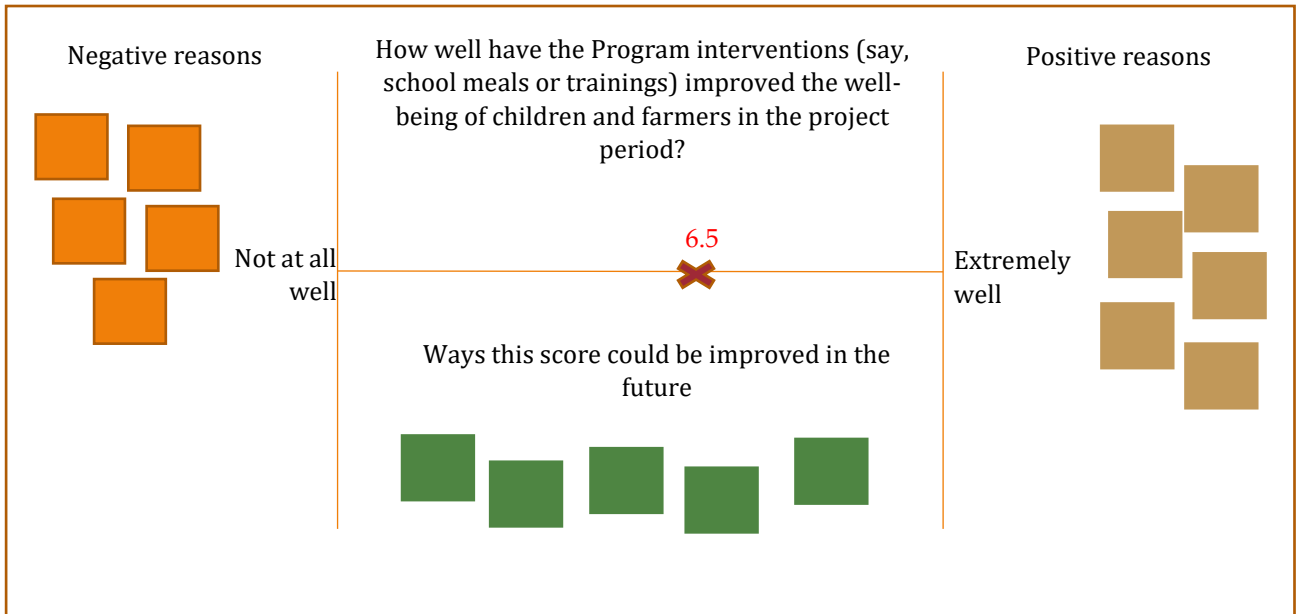 Negative reasons
How well have the Program interventions (say,
school meals or trainings) improved the well-
being of children and farmers in the project
period?
Positive reasons
6.5
Not at all
well
Extremely
well
Ways this score could be improved in the
future